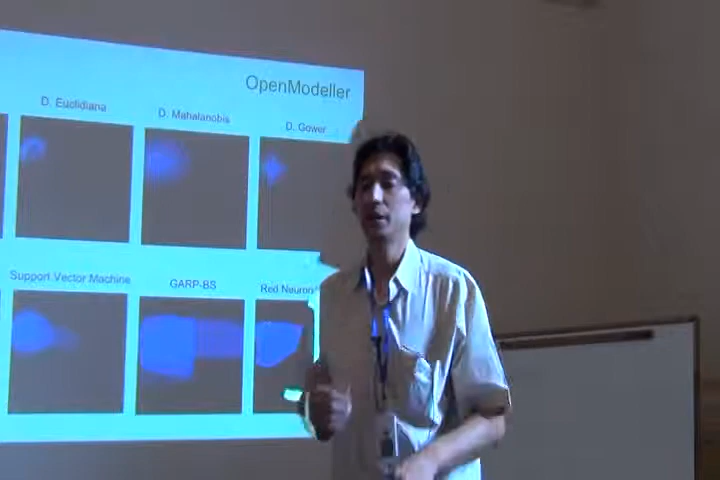 OpenModeller
D. Euclidiana
D. Mahalanobis
D. Gower
Support Vector Machine
GARP-BS
Red Neuron